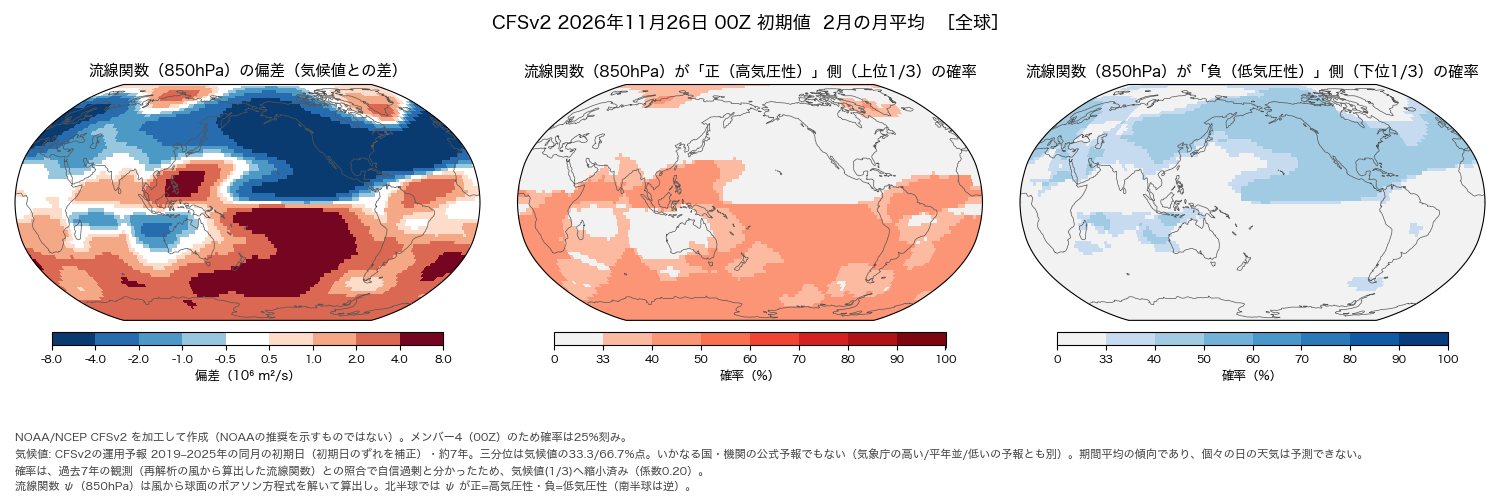 CFSv2 2026年11月26日 00Z 初期値 2月の月平均 [全球]
流線関数（850hPa）の偏差（気候値との差）
流線関数（850hPa）が「正（高気圧性）」側（上位1/3）の確率
流線関数（850hPa）が「負（低気圧性）」側（下位1/3）の確率
-8.0 -4.0 -2.0 -1.0 -0.5 0.5 1.0 2.0 4.0 8.0
偏差（10⁶ m²/s）
0 33 40 50 60 70 80 90 100
確率（%）
0 33 40 50 60 70 80 90 100
確率（%）
NOAA/NCEP CFSv2 を加工して作成（NOAAの推奨を示すものではない）。メンバー4（00Z）のため確率は25%刻み。
気候値: CFSv2の運用予報 2019–2025年の同月の初期日（初期日のずれを補正）・約7年。三分位は気候値の33.3/66.7%点。いかなる国・機関の公式予報でもない（気象庁の高い/平年並/低いの予報とも別）。期間平均の傾向であり、個々の日の天気は予測できない。
確率は、過去7年の観測（再解析の風から算出した流線関数）との照合で自信過剰と分かったため、気候値(1/3)へ縮小済み（係数0.20）。
流線関数 ψ（850hPa）は風から球面のポアソン方程式を解いて算出し。北半球では ψ が正=高気圧性・負=低気圧性（南半球は逆）。